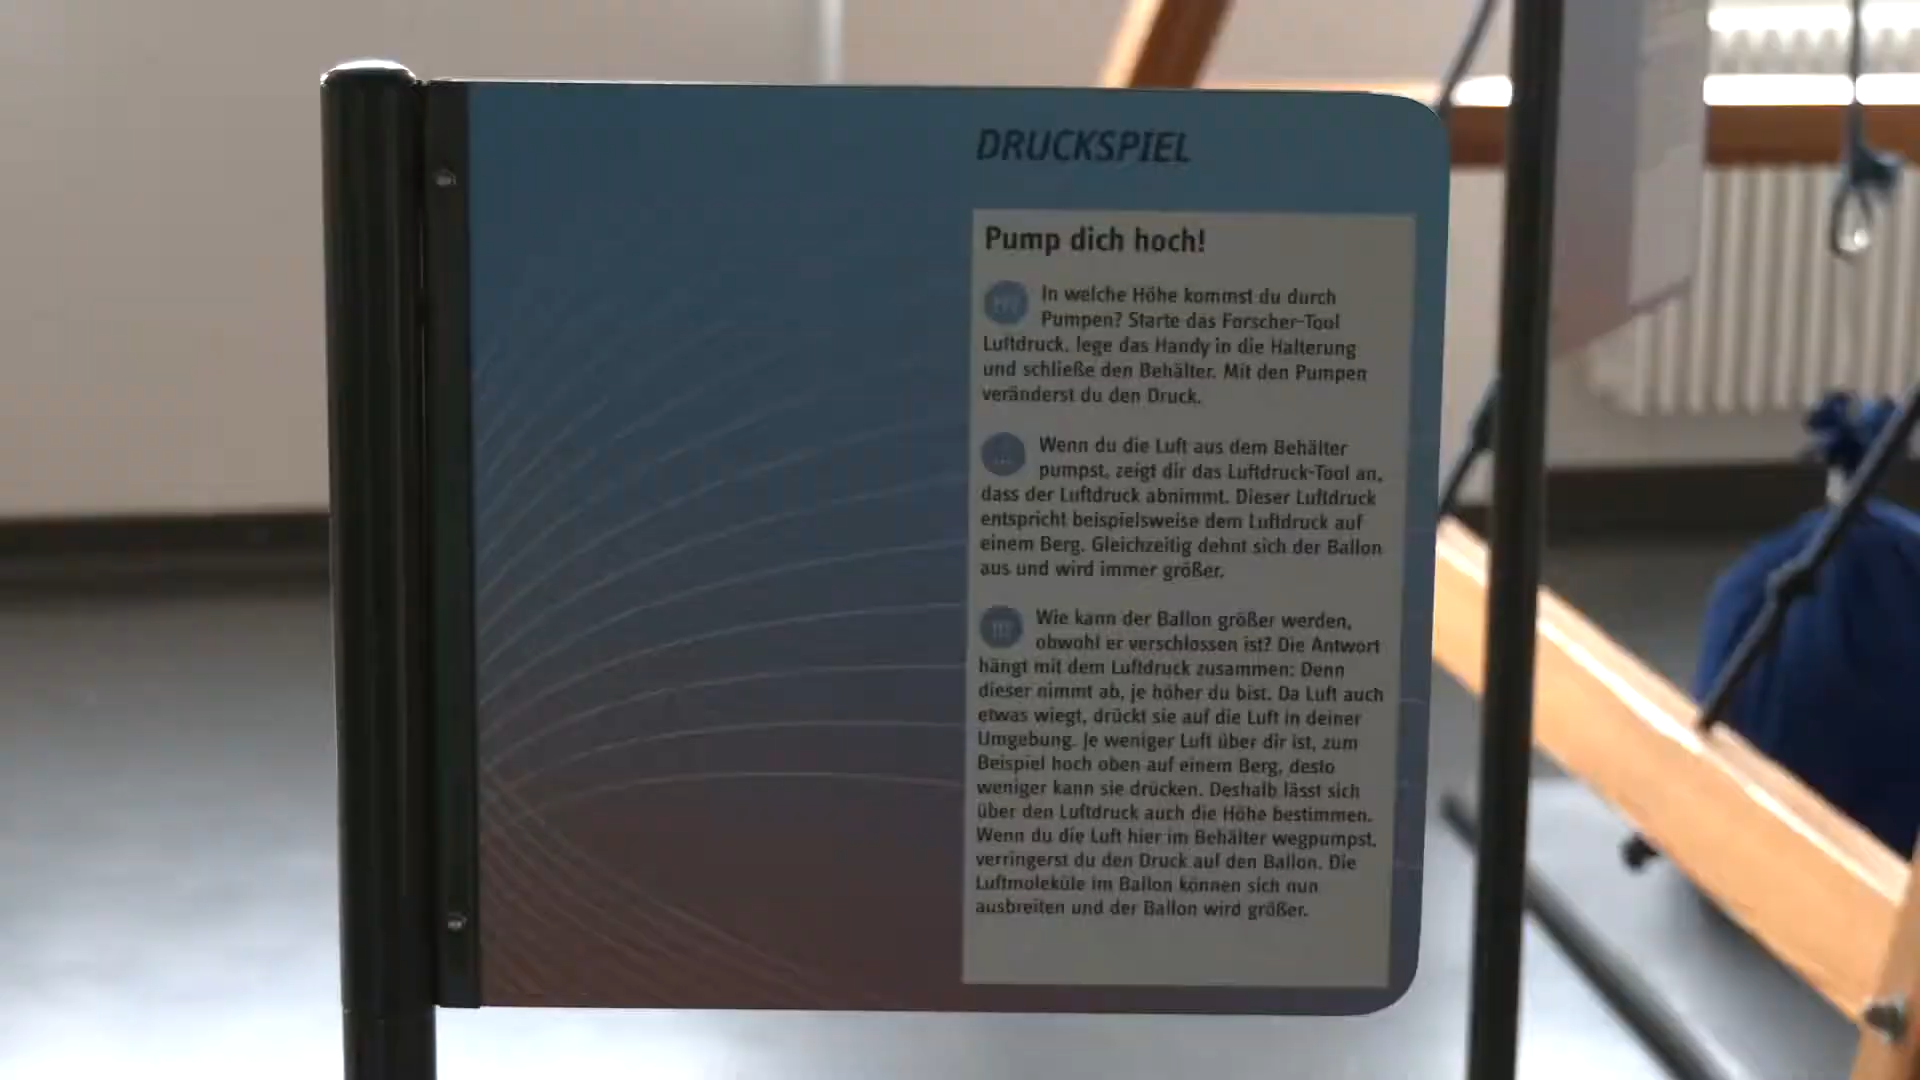 DRUCKSPIEL
Pump dich hoch!
In welche Höhe kommst du durch
Pumpen? Starte das Forscher-Tool
Luftdruck, lege das Handy in die Halterung
und schließe den Behälter. Mit den Pumpen
veränderst du den Druck.
Wenn du die Luft aus dem Behälter
pumpst, zeigt dir das Luftdruck-Tool an,
dass der Luftdruck abnimmt. Dieser Luftdruck
entspricht beispielsweise dem Luftdruck auf
einem Berg. Gleichzeitig dehnt sich der Ballon
aus und wird immer größer.
!!!
Wie kann der Ballon größer werden,
obwohl er verschlossen ist? Die Antwort
hängt mit dem Luftdruck zusammen: Denn
dieser nimmt ab, je höher du bist. Da Luft auch
etwas wiegt, drückt sie auf die Luft in deiner
Umgebung. Je weniger Luft über dir ist, zum
Beispiel hoch oben auf einem Berg, desto
weniger kann sie drücken. Deshalb lässt sich
über den Luftdruck auch die Höhe bestimmen.
Wenn du die Luft hier im Behälter wegpumpst,
verringerst du den Druck auf den Ballon. Die
Luftmoleküle im Ballon können sich nun
ausbreiten und der Ballon wird größer.